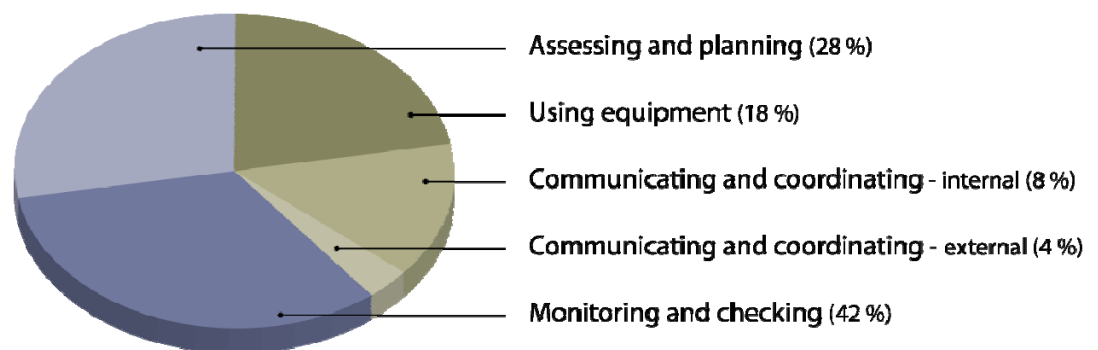 Assessing and planning (28 %)
Using equipment (18 %)
Communicating and coordinating - internal (8 %)
Communicating and coordinating - external (4 %)
Monitoring and checking (42 %)